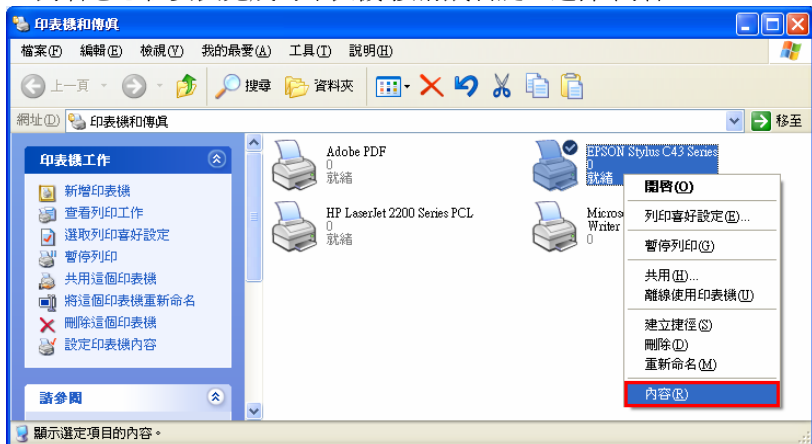 印表機和傳真
檔案(F) 編輯(E) 檢視(V) 我的最愛(A) 工具(T) 說明(H)
上一頁 搜尋 資料夾
網址(D) 印表機和傳真 移至
印表機工作
新增印表機
查看列印工作
選取列印喜好設定
暫停列印
共用這個印表機
將這個印表機重新命名
刪除這個印表機
設定印表機內容
請參閱
Adobe PDF
0
就緒
EPSON Stylus C43 Series
0
就緒
HP LaserJet 2200 Series PCL
0
就緒
Writer
0
開啓(O)
列印喜好設定(E)...
暫停列印(G)
共用(H)...
離線使用印表機(U)
建立捷徑(S)
刪除(D)
重新命名(M)
內容(R)
顯示選定項目的內容。